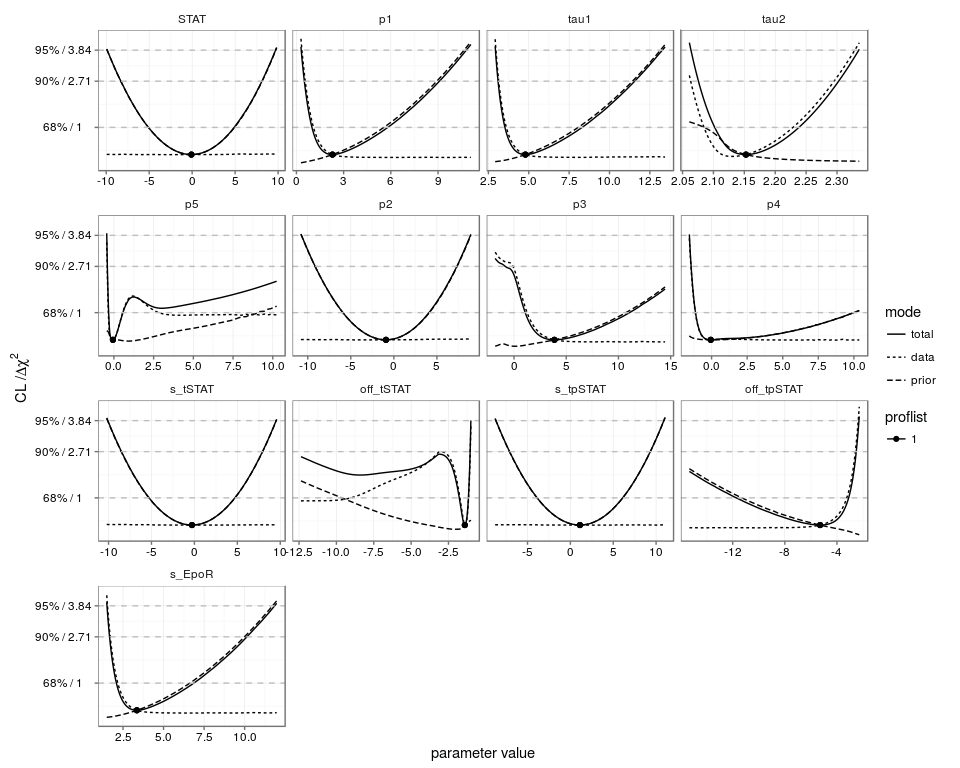 STAT p1 tau1 tau2
95% / 3.84
90% / 2.71
68% / 1
-10 -5 0 5 10 0 3 6 9 2.5 5.0 7.5 10.0 12.5 2.05 2.10 2.15 2.20 2.25 2.30
p5 p2 p3 p4
95% / 3.84
90% / 2.71
68% / 1
0.0 2.5 5.0 7.5 10.0 -10 -5 0 5 0 5 10 15 0.0 2.5 5.0 7.5 10.0
s_tSTAT off_tSTAT s_tpSTAT off_tpSTAT
95% / 3.84
90% / 2.71
68% / 1
-10 -5 0 5 10 -12.5 -10.0 -7.5 -5.0 -2.5 -5 0 5 10 -12 -8 -4
s_EpoR
95% / 3.84
90% / 2.71
68% / 1
2.5 5.0 7.5 10.0
parameter value
CL /Δχ²
mode
total
data
prior
proflist
1